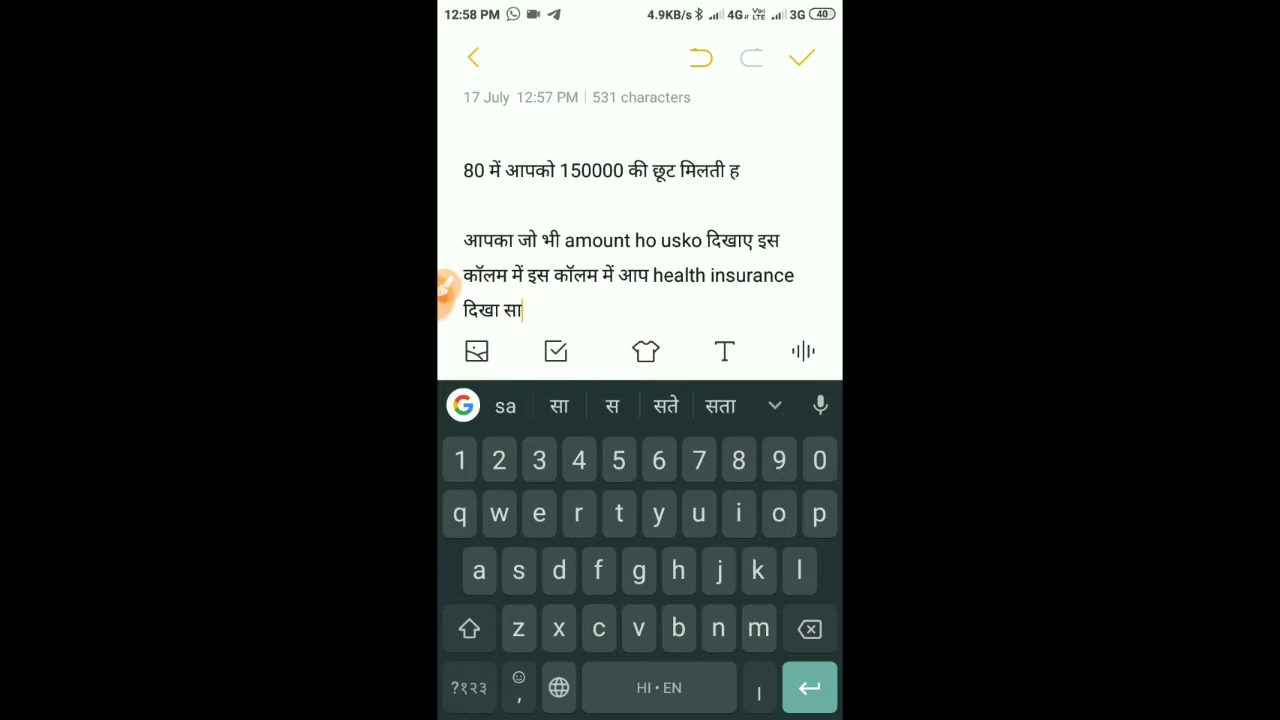 12:58 PM 4.9KB/s 4G Vo) LTE 3G 40
17 July 12:57 PM | 531 characters
80 में आपको 150000 की छूट मिलती ह
आपका जो भी amount ho usko दिखाए इस
कॉलम में इस कॉलम में आप health insurance
दिखा सा
T
G sa सा स सते सता
1 2 3 4 5 6 7 8 9 0
q w e r t y u i o p
a s d f g h j k l
z x c v b n m
?१२३ , HI • EN ।